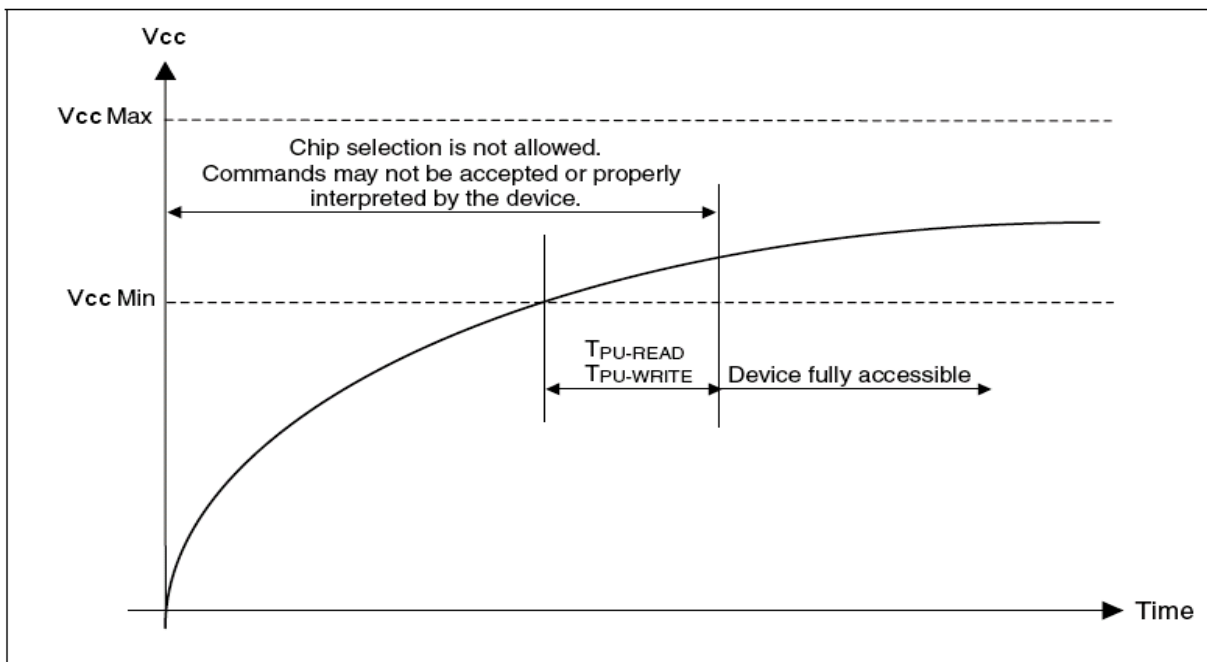 Vcc
Vcc Max
Chip selection is not allowed.
Commands may not be accepted or properly
interpreted by the device.
Vcc Min
TPU-READ
TPU-WRITE
Device fully accessible
Time